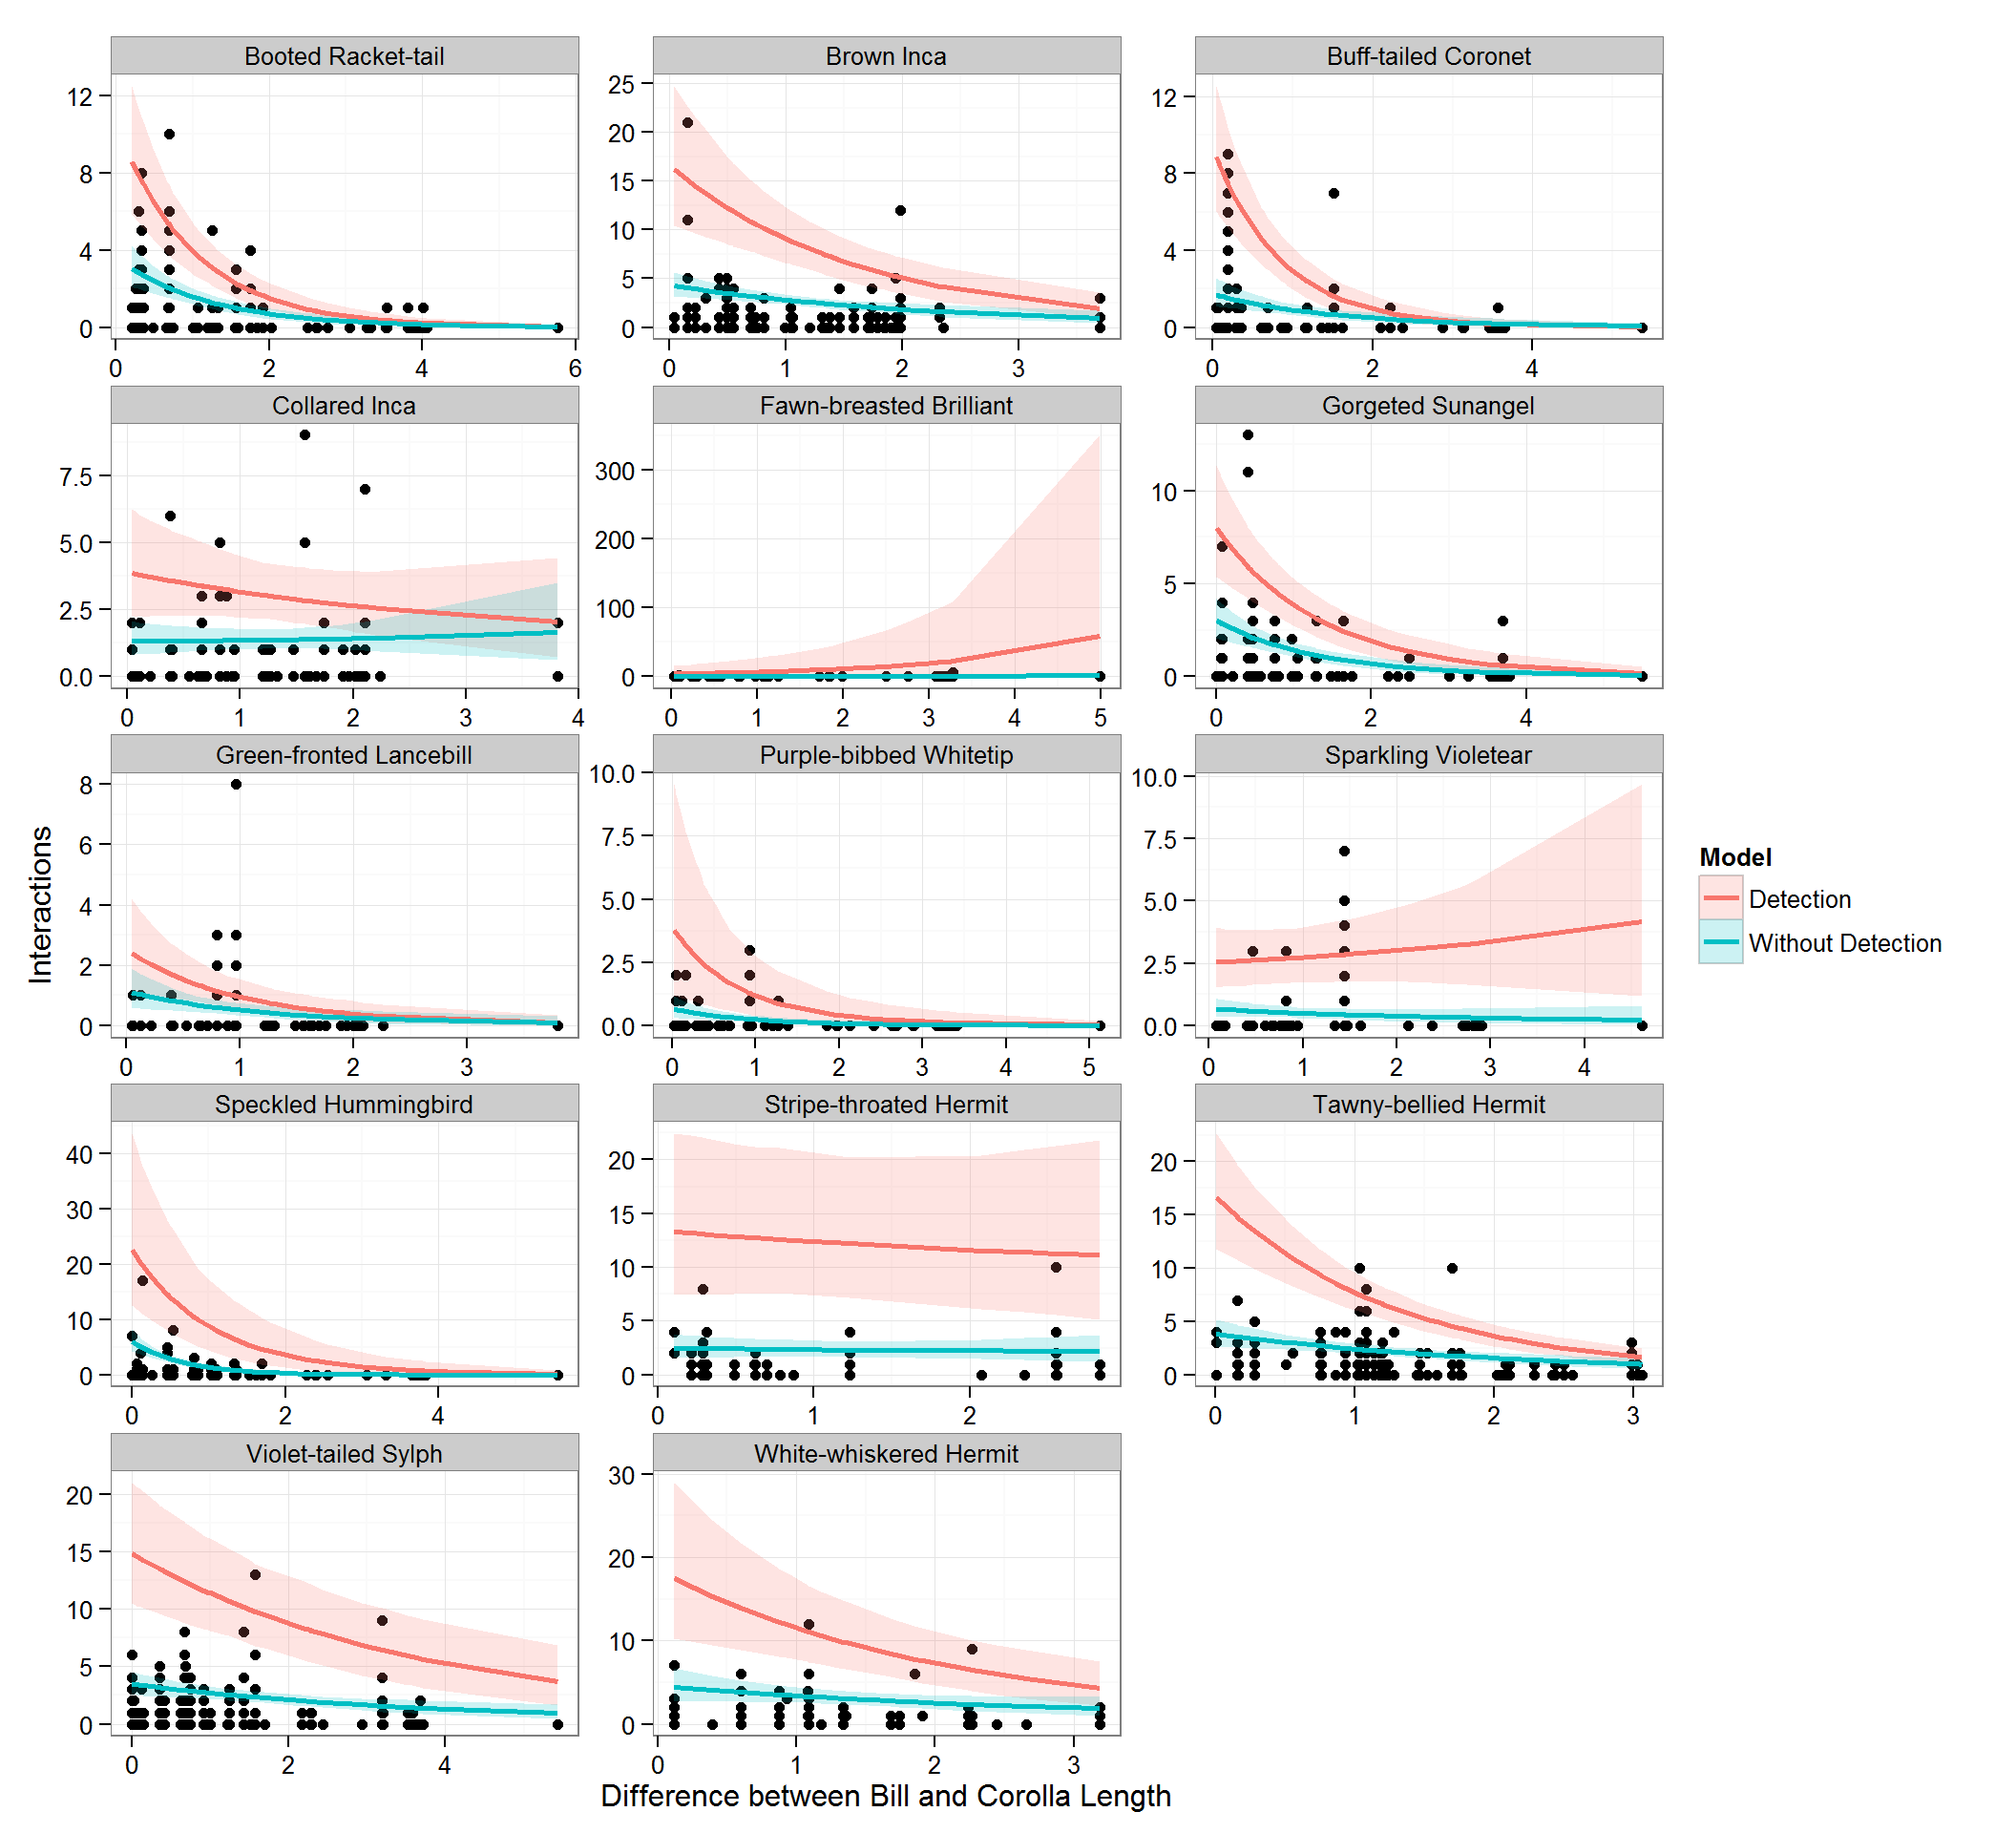 Booted Racket-tail
Brown Inca
Buff-tailed Coronet
12
8
4
0
0 2 4 6
25
20
15
10
5
0
0 1 2 3
12
8
4
0
0 2 4
Collared Inca
Fawn-breasted Brilliant
Gorgeted Sunangel
7.5
5.0
2.5
0.0
0 1 2 3 4
300
200
100
0
0 1 2 3 4 5
10
5
0
0 2 4
Green-fronted Lancebill
Purple-bibbed Whitetip
Sparkling Violetear
8
6
4
2
0
0 1 2 3
10.0
7.5
5.0
2.5
0.0
0 1 2 3 4 5
10.0
7.5
5.0
2.5
0.0
0 1 2 3 4
Speckled Hummingbird
Stripe-throated Hermit
Tawny-bellied Hermit
40
30
20
10
0
0 2 4
20
15
10
5
0
0 1 2
20
15
10
5
0
0 1 2 3
Violet-tailed Sylph
White-whiskered Hermit
20
15
10
5
0
0 2 4
30
20
10
0
0 1 2 3
Interactions
Difference between Bill and Corolla Length
Model
Detection
Without Detection